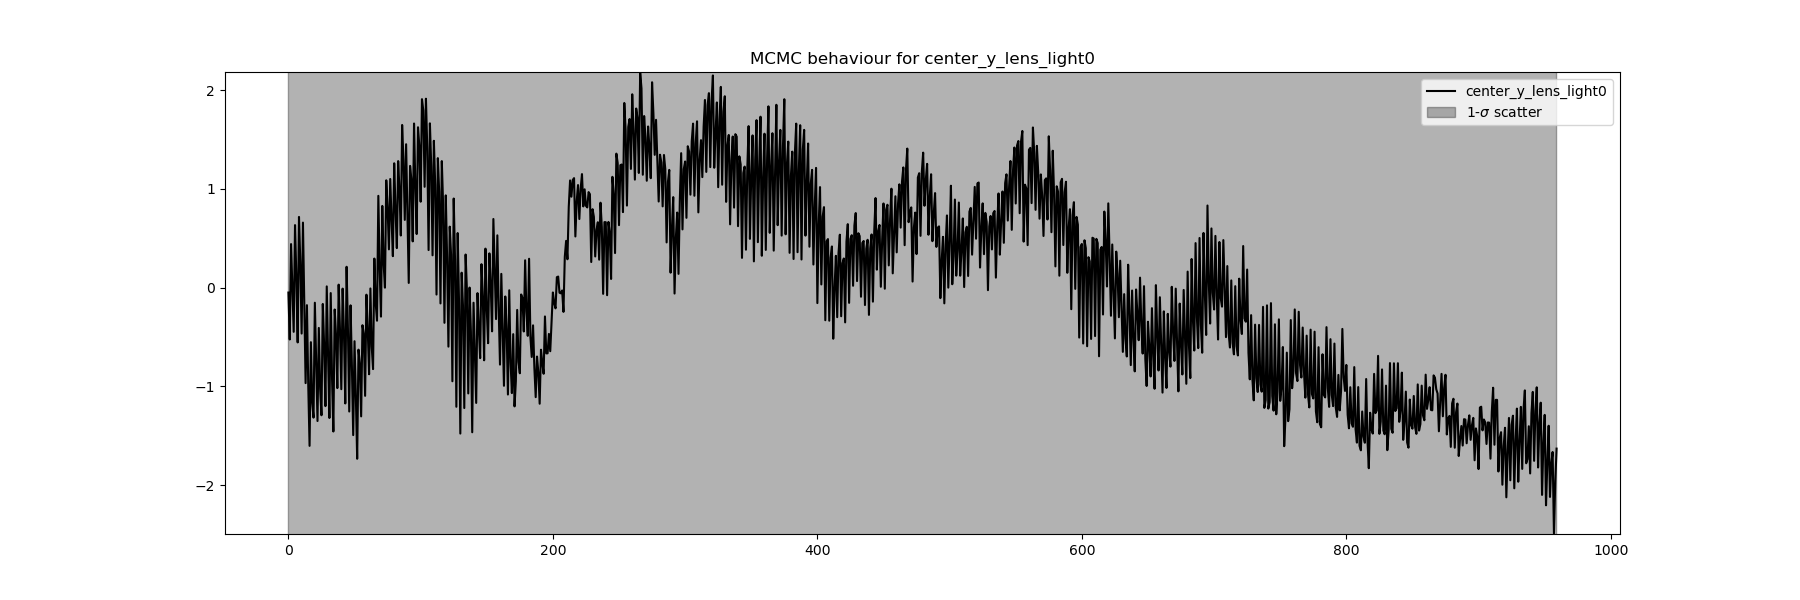 MCMC behaviour for center_y_lens_light0
center_y_lens_light0
1-σ scatter
2
1
0
−1
−2
0 200 400 600 800 1000